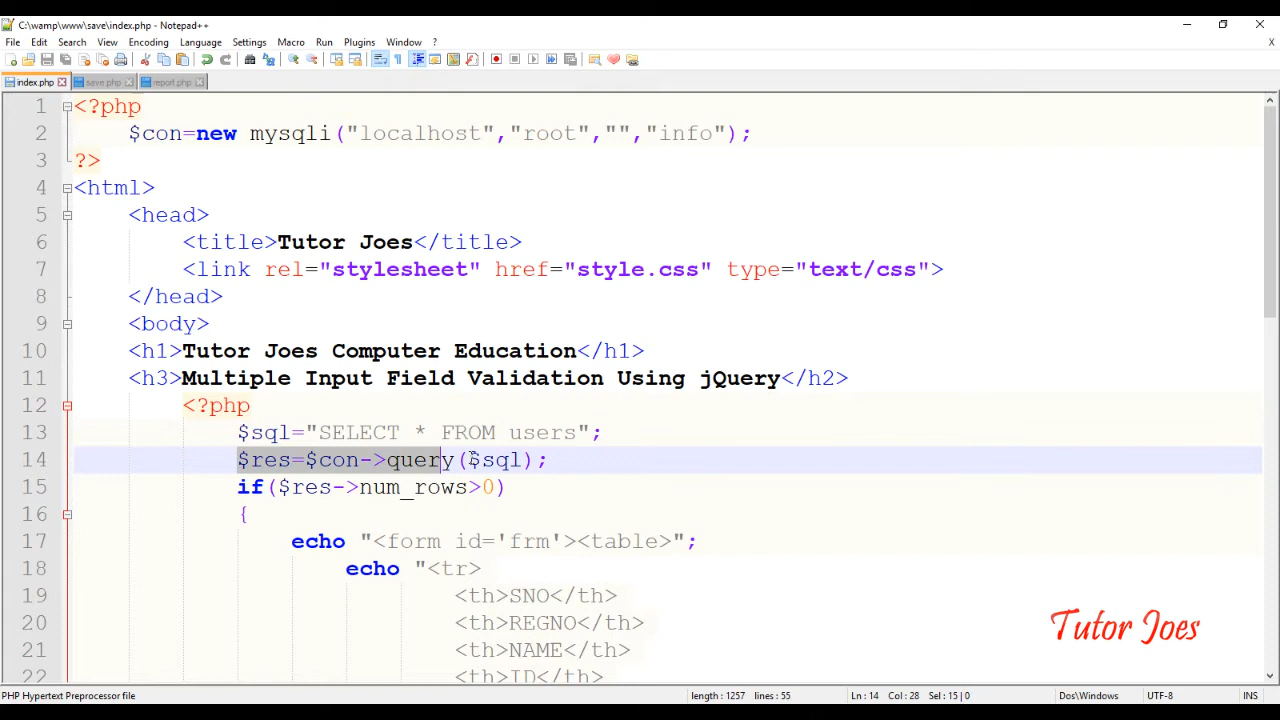 C:\wamp\www\save\index.php - Notepad++
File Edit Search View Encoding Language Settings Macro Run Plugins Window ? X
index.php save.php report.php
1 <?php
2 $con=new mysqli("localhost","root","","info");
3 ?>
4 <html>
5 <head>
6 <title>Tutor Joes</title>
7 <link rel="stylesheet" href="style.css" type="text/css">
8 </head>
9 <body>
10 <h1>Tutor Joes Computer Education</h1>
11 <h3>Multiple Input Field Validation Using jQuery</h2>
12 <?php
13 $sql="SELECT * FROM users";
14 $res=$con->query($sql);
15 if($res->num_rows>0)
16 {
17 echo "<form id='frm'><table>";
18 echo "<tr>
19 <th>SNO</th>
20 <th>REGNO</th>
21 <th>NAME</th>
22 <th>ID</th>
Tutor Joes
PHP Hypertext Preprocessor file length : 1257 lines : 55 Ln : 14 Col : 28 Sel : 15 | 0 Dos\Windows UTF-8 INS